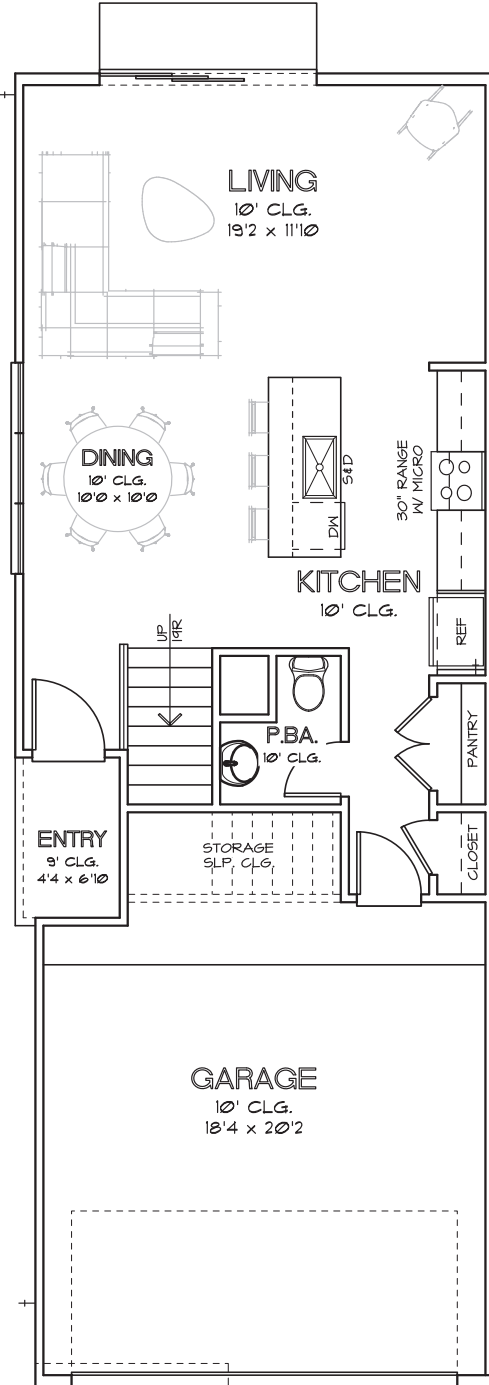 LIVING
10' CLG.
19'2 x 11'10
DINING
10' CLG.
10'0 x 10'0
S&D
DW
30" RANGE
W/ MICRO
KITCHEN
10' CLG.
REF
UP
19R
P.BA.
10' CLG.
PANTRY
ENTRY
9' CLG.
4'4 x 6'10
STORAGE
SLP. CLG.
CLOSET
GARAGE
10' CLG.
18'4 x 20'2